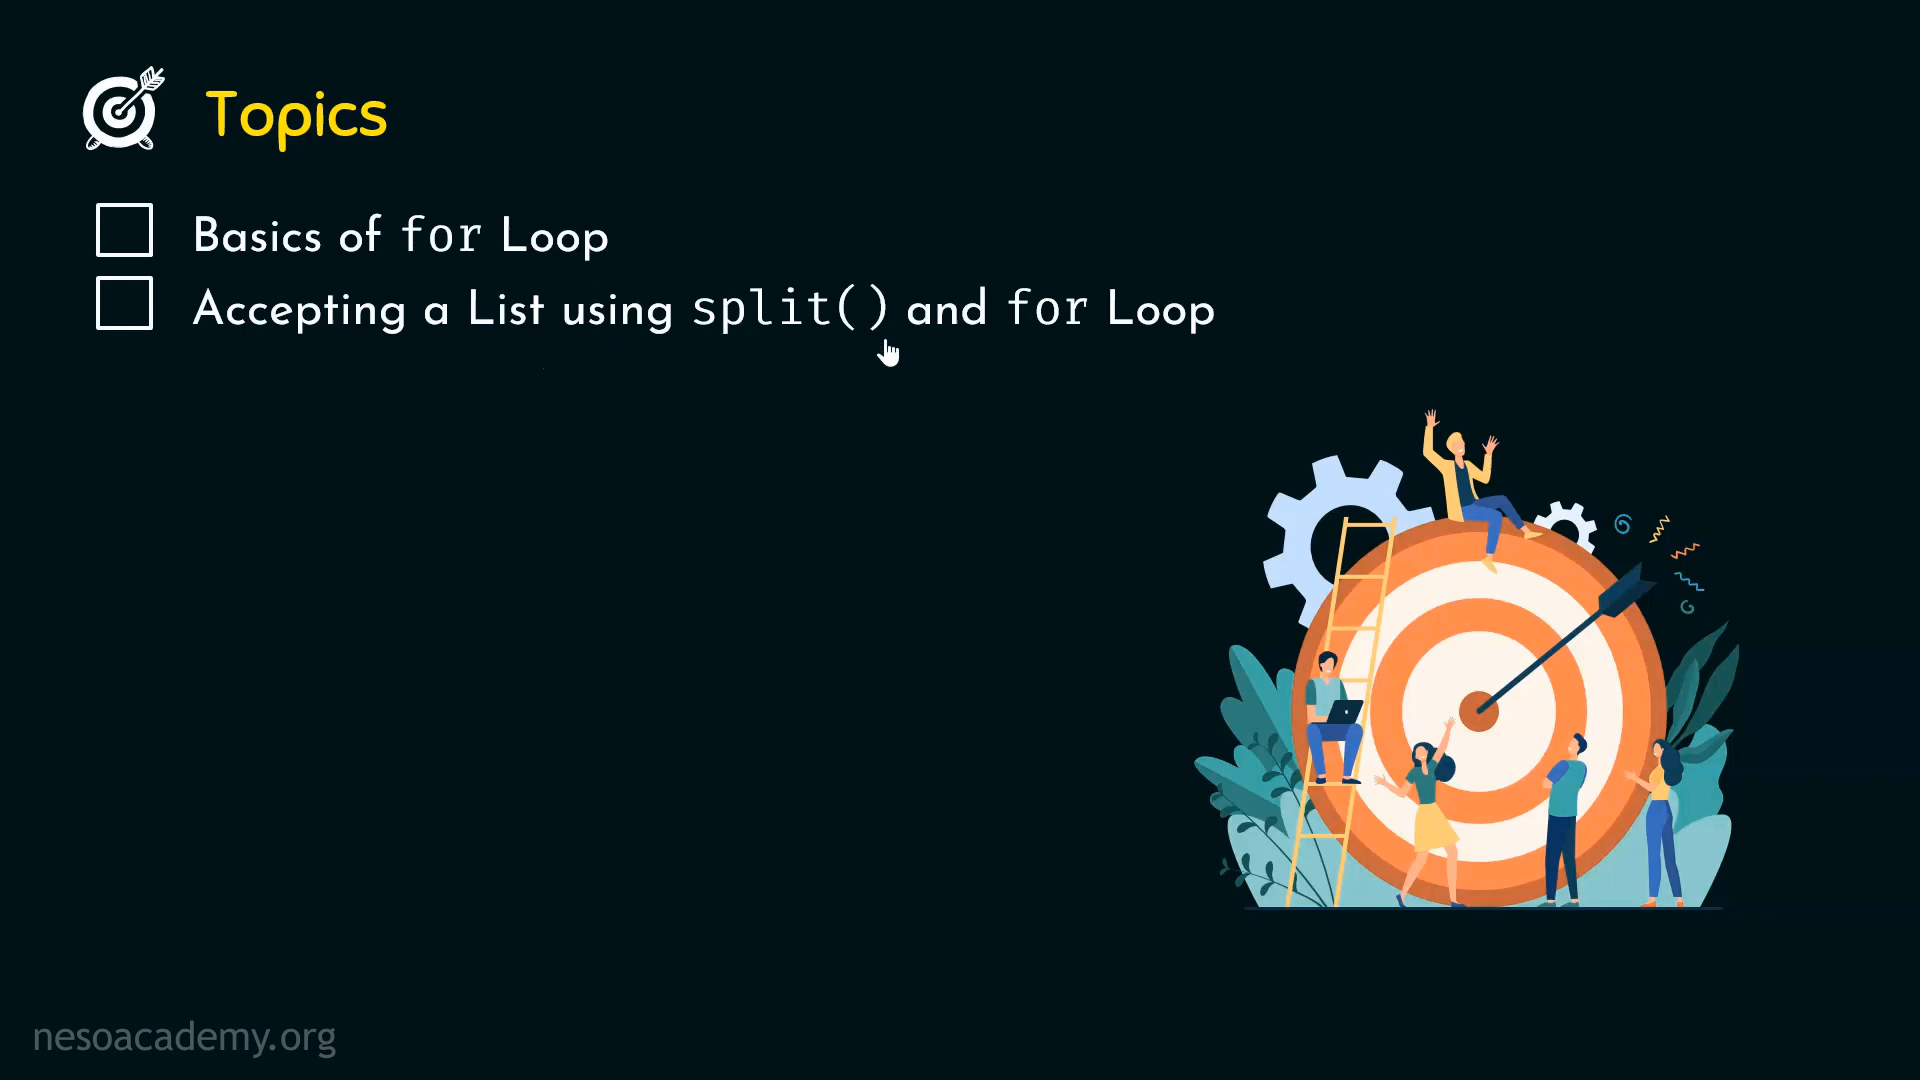 Topics
Basics of for Loop
Accepting a List using split() and for Loop
nesoacademy.org